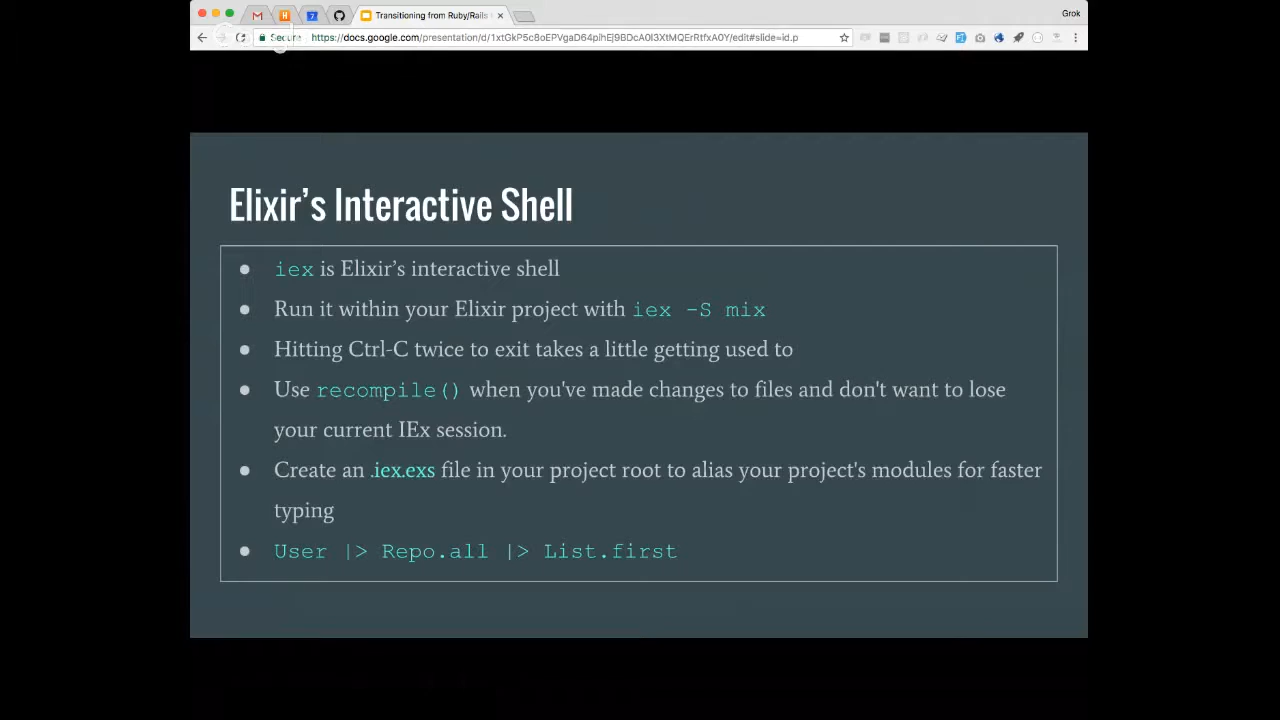 Transitioning from Ruby/Rails
Grok
Secure
https://docs.google.com/presentation/d/1xtGkP5c8oEPVgaD64pihEj9BDcA0I3XtMQErRtfxA0Y/edit#slide=id.p
Elixir's Interactive Shell
● iex is Elixir's interactive shell
● Run it within your Elixir project with iex -S mix
● Hitting Ctrl-C twice to exit takes a little getting used to
● Use recompile() when you've made changes to files and don't want to lose
your current IEx session.
● Create an .iex.exs file in your project root to alias your project's modules for faster
typing
● User |> Repo.all |> List.first